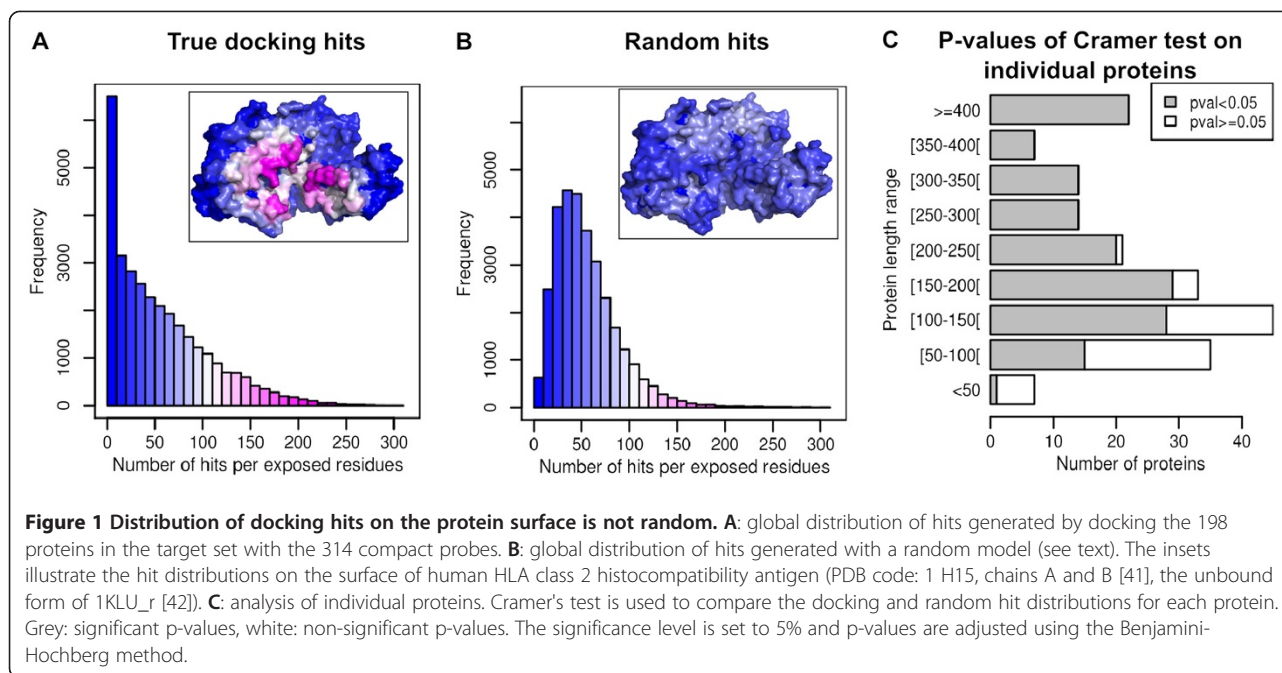 A
True docking hits
Frequency
0
1000
3000
5000
0
50
100
150
200
250
300
Number of hits per exposed residues
B
Random hits
Frequency
0
1000
3000
5000
0
50
100
150
200
250
300
Number of hits per exposed residues
C
P-values of Cramer test on
individual proteins
pval<0.05
pval>=0.05
Protein length range
>=400
[350-400[
[300-350[
[250-300[
[200-250[
[150-200[
[100-150[
[50-100[
<50
0
10
20
30
40
Number of proteins
Figure 1 Distribution of docking hits on the protein surface is not random. A: global distribution of hits generated by docking the 198
proteins in the target set with the 314 compact probes. B: global distribution of hits generated with a random model (see text). The insets
illustrate the hit distributions on the surface of human HLA class 2 histocompatibility antigen (PDB code: 1 H15, chains A and B [41], the unbound
form of 1KLU_r [42]). C: analysis of individual proteins. Cramer's test is used to compare the docking and random hit distributions for each protein.
Grey: significant p-values, white: non-significant p-values. The significance level is set to 5% and p-values are adjusted using the Benjamini-
Hochberg method.